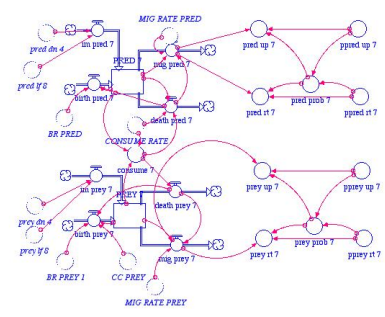 MIG RATE PRED
pred dn 4
im pred 7
PRED 7
mig pred 7
pred up 7
ppred up 7
pred lf 8
birth pred 7
pred prob 7
death pred 7
pred rt 7
ppred rt 7
BR PRED
CONSUME RATE
consume 7
im prey 7
death prey 7
prey up 7
pprey up 7
PREY 7
prey dn 4
birth prey 7
prey prob 7
prey lf 8
mig prey 7
prey rt 7
pprey rt 7
BR PREY 1
CC PREY
MIG RATE PREY